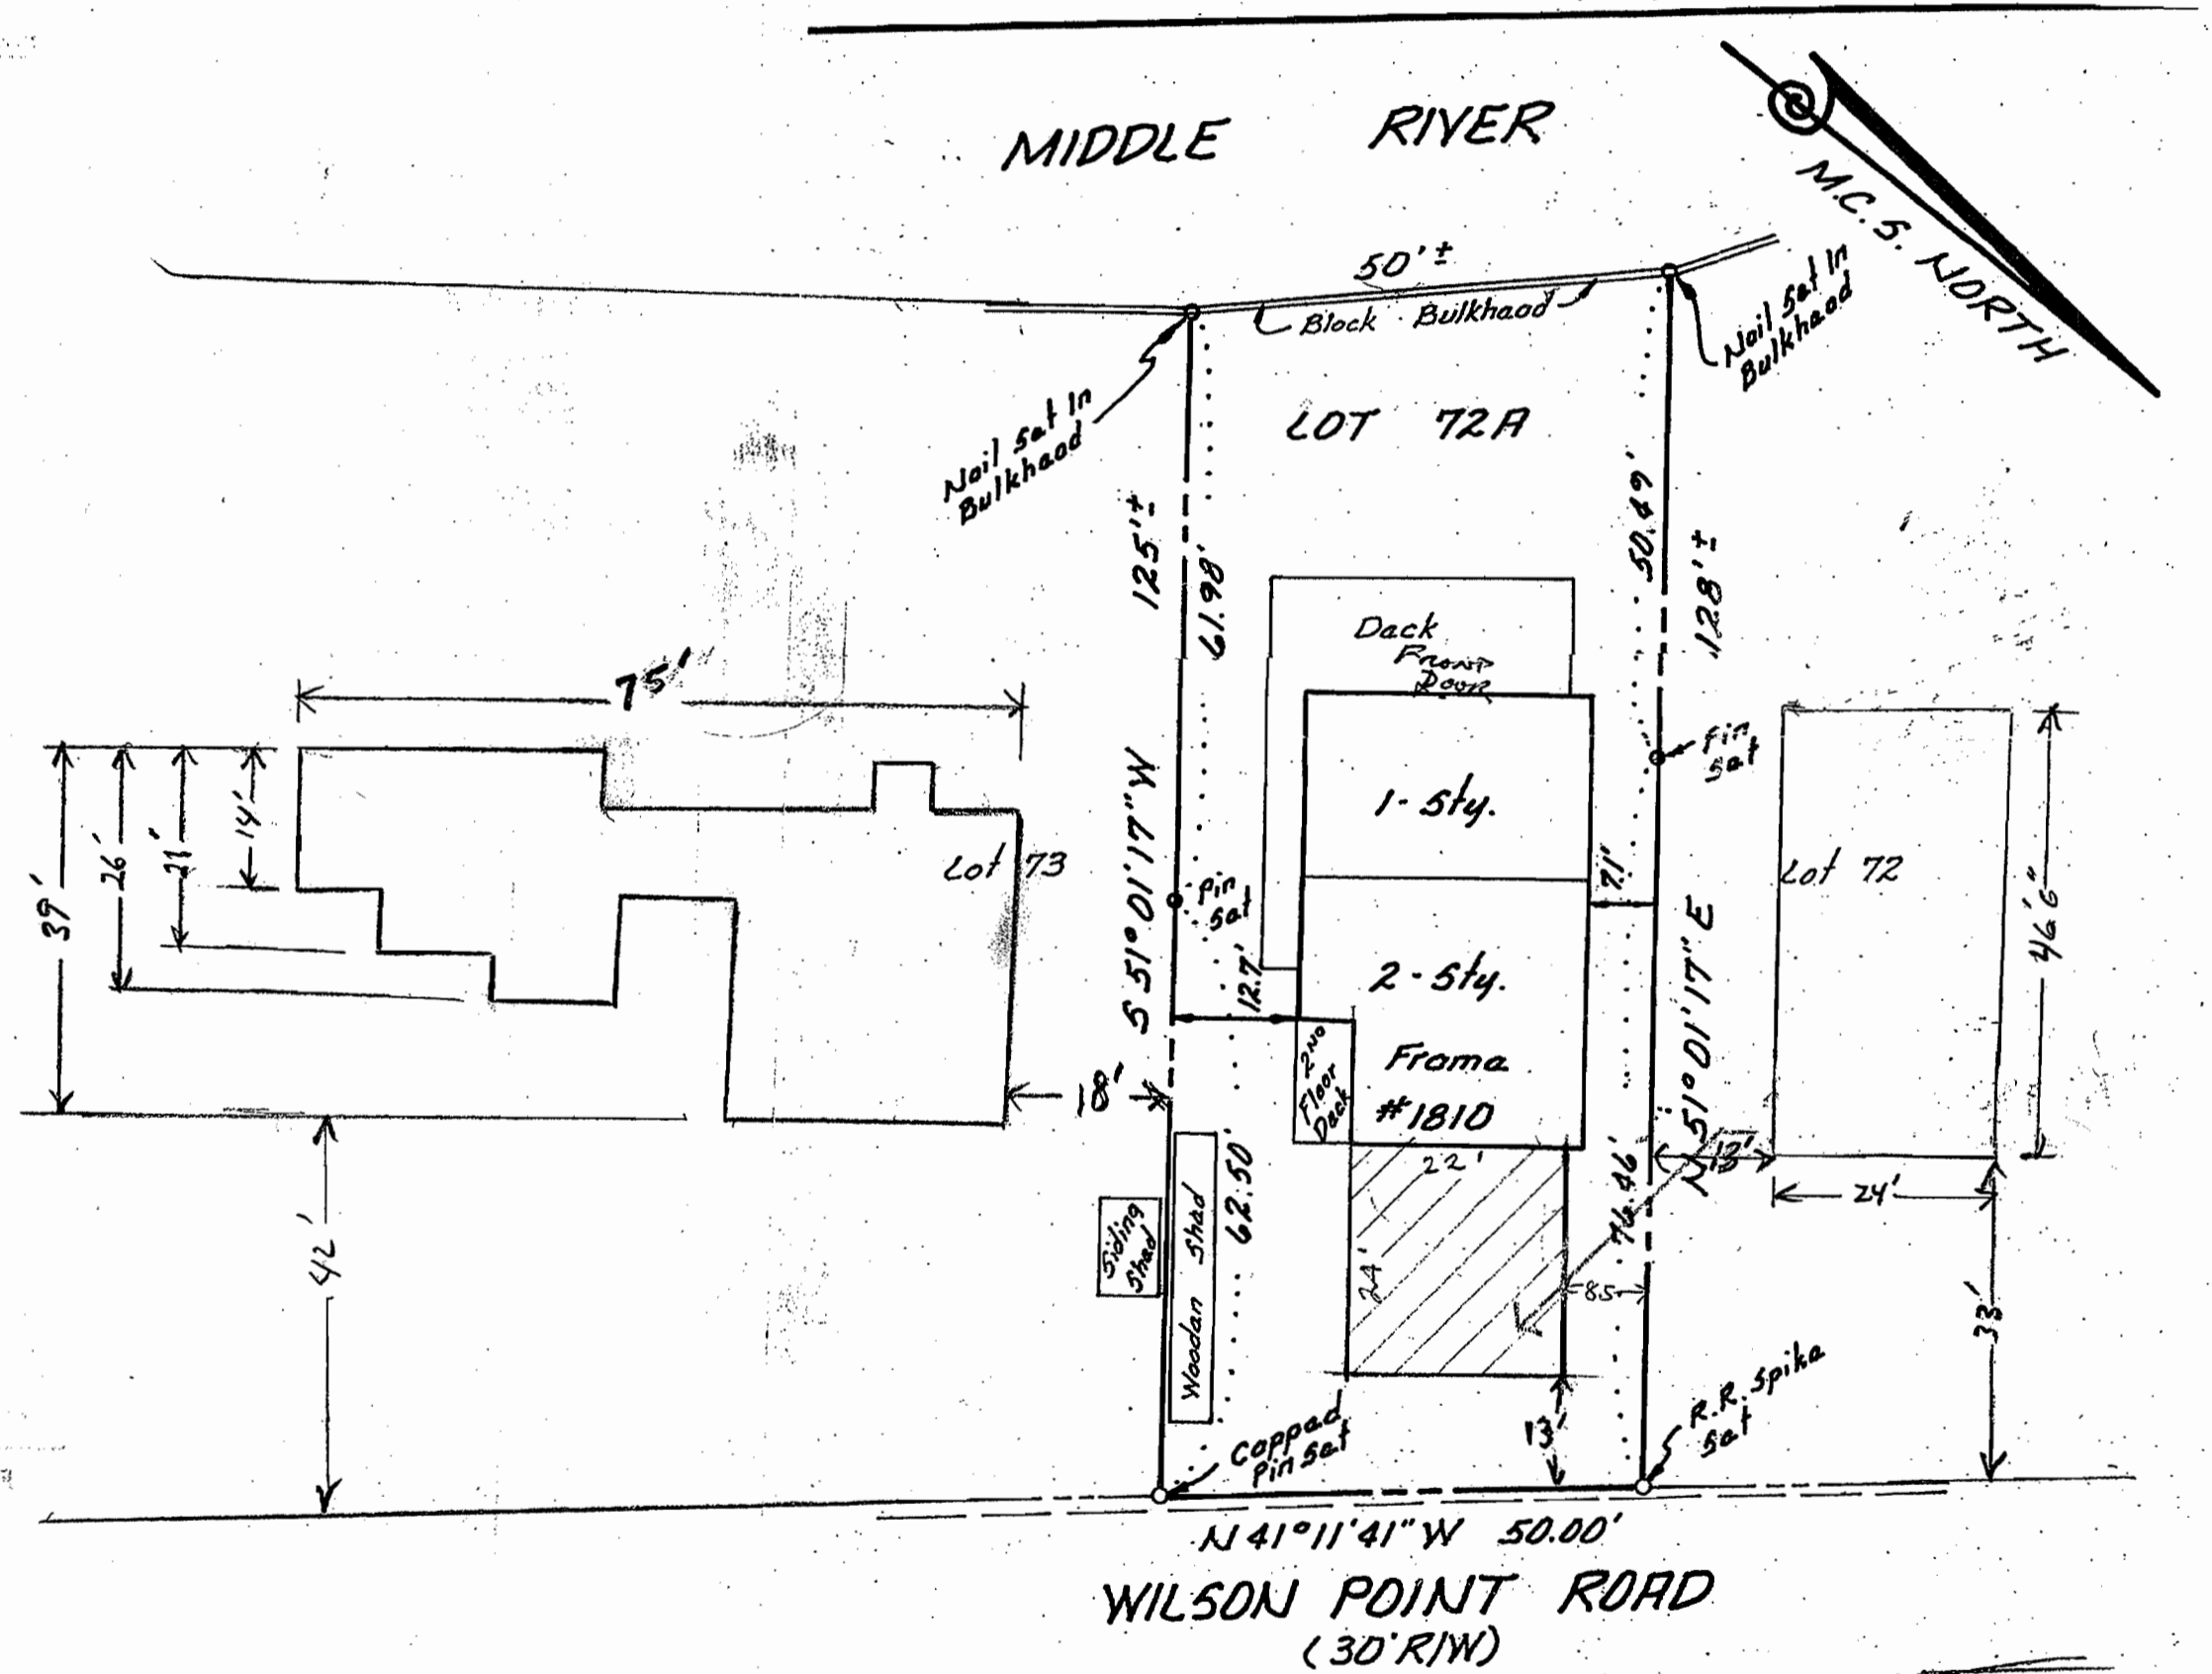 MIDDLE RIVER
M.C.S. NORTH
50'±
Block Bulkhead
Nail Set In
Bulkhead
Nail Set In
Bulkhead
LOT 72A
125'±
61.98'
50.49'
128'±
Deck
Front
Door
75'
Pin
Set
1-Sty.
14'
21'
26'
39'
Lot 73
S 51° 01' 17" W
Pin
Set
7.1'
Lot 72
46'6"
2-Sty.
12.7'
N 51° 01' 17" E
Frame
#1810
2ND
Floor
Deck
18'
22'
24'
62.50'
76.46'
13'
24'
Siding
Shed
Wooden Shed
42'
8.5
33'
13'
R.R. Spike
Set
Capped
Pin Set
N 41° 11' 41" W 50.00'
WILSON POINT ROAD
(30' R/W)